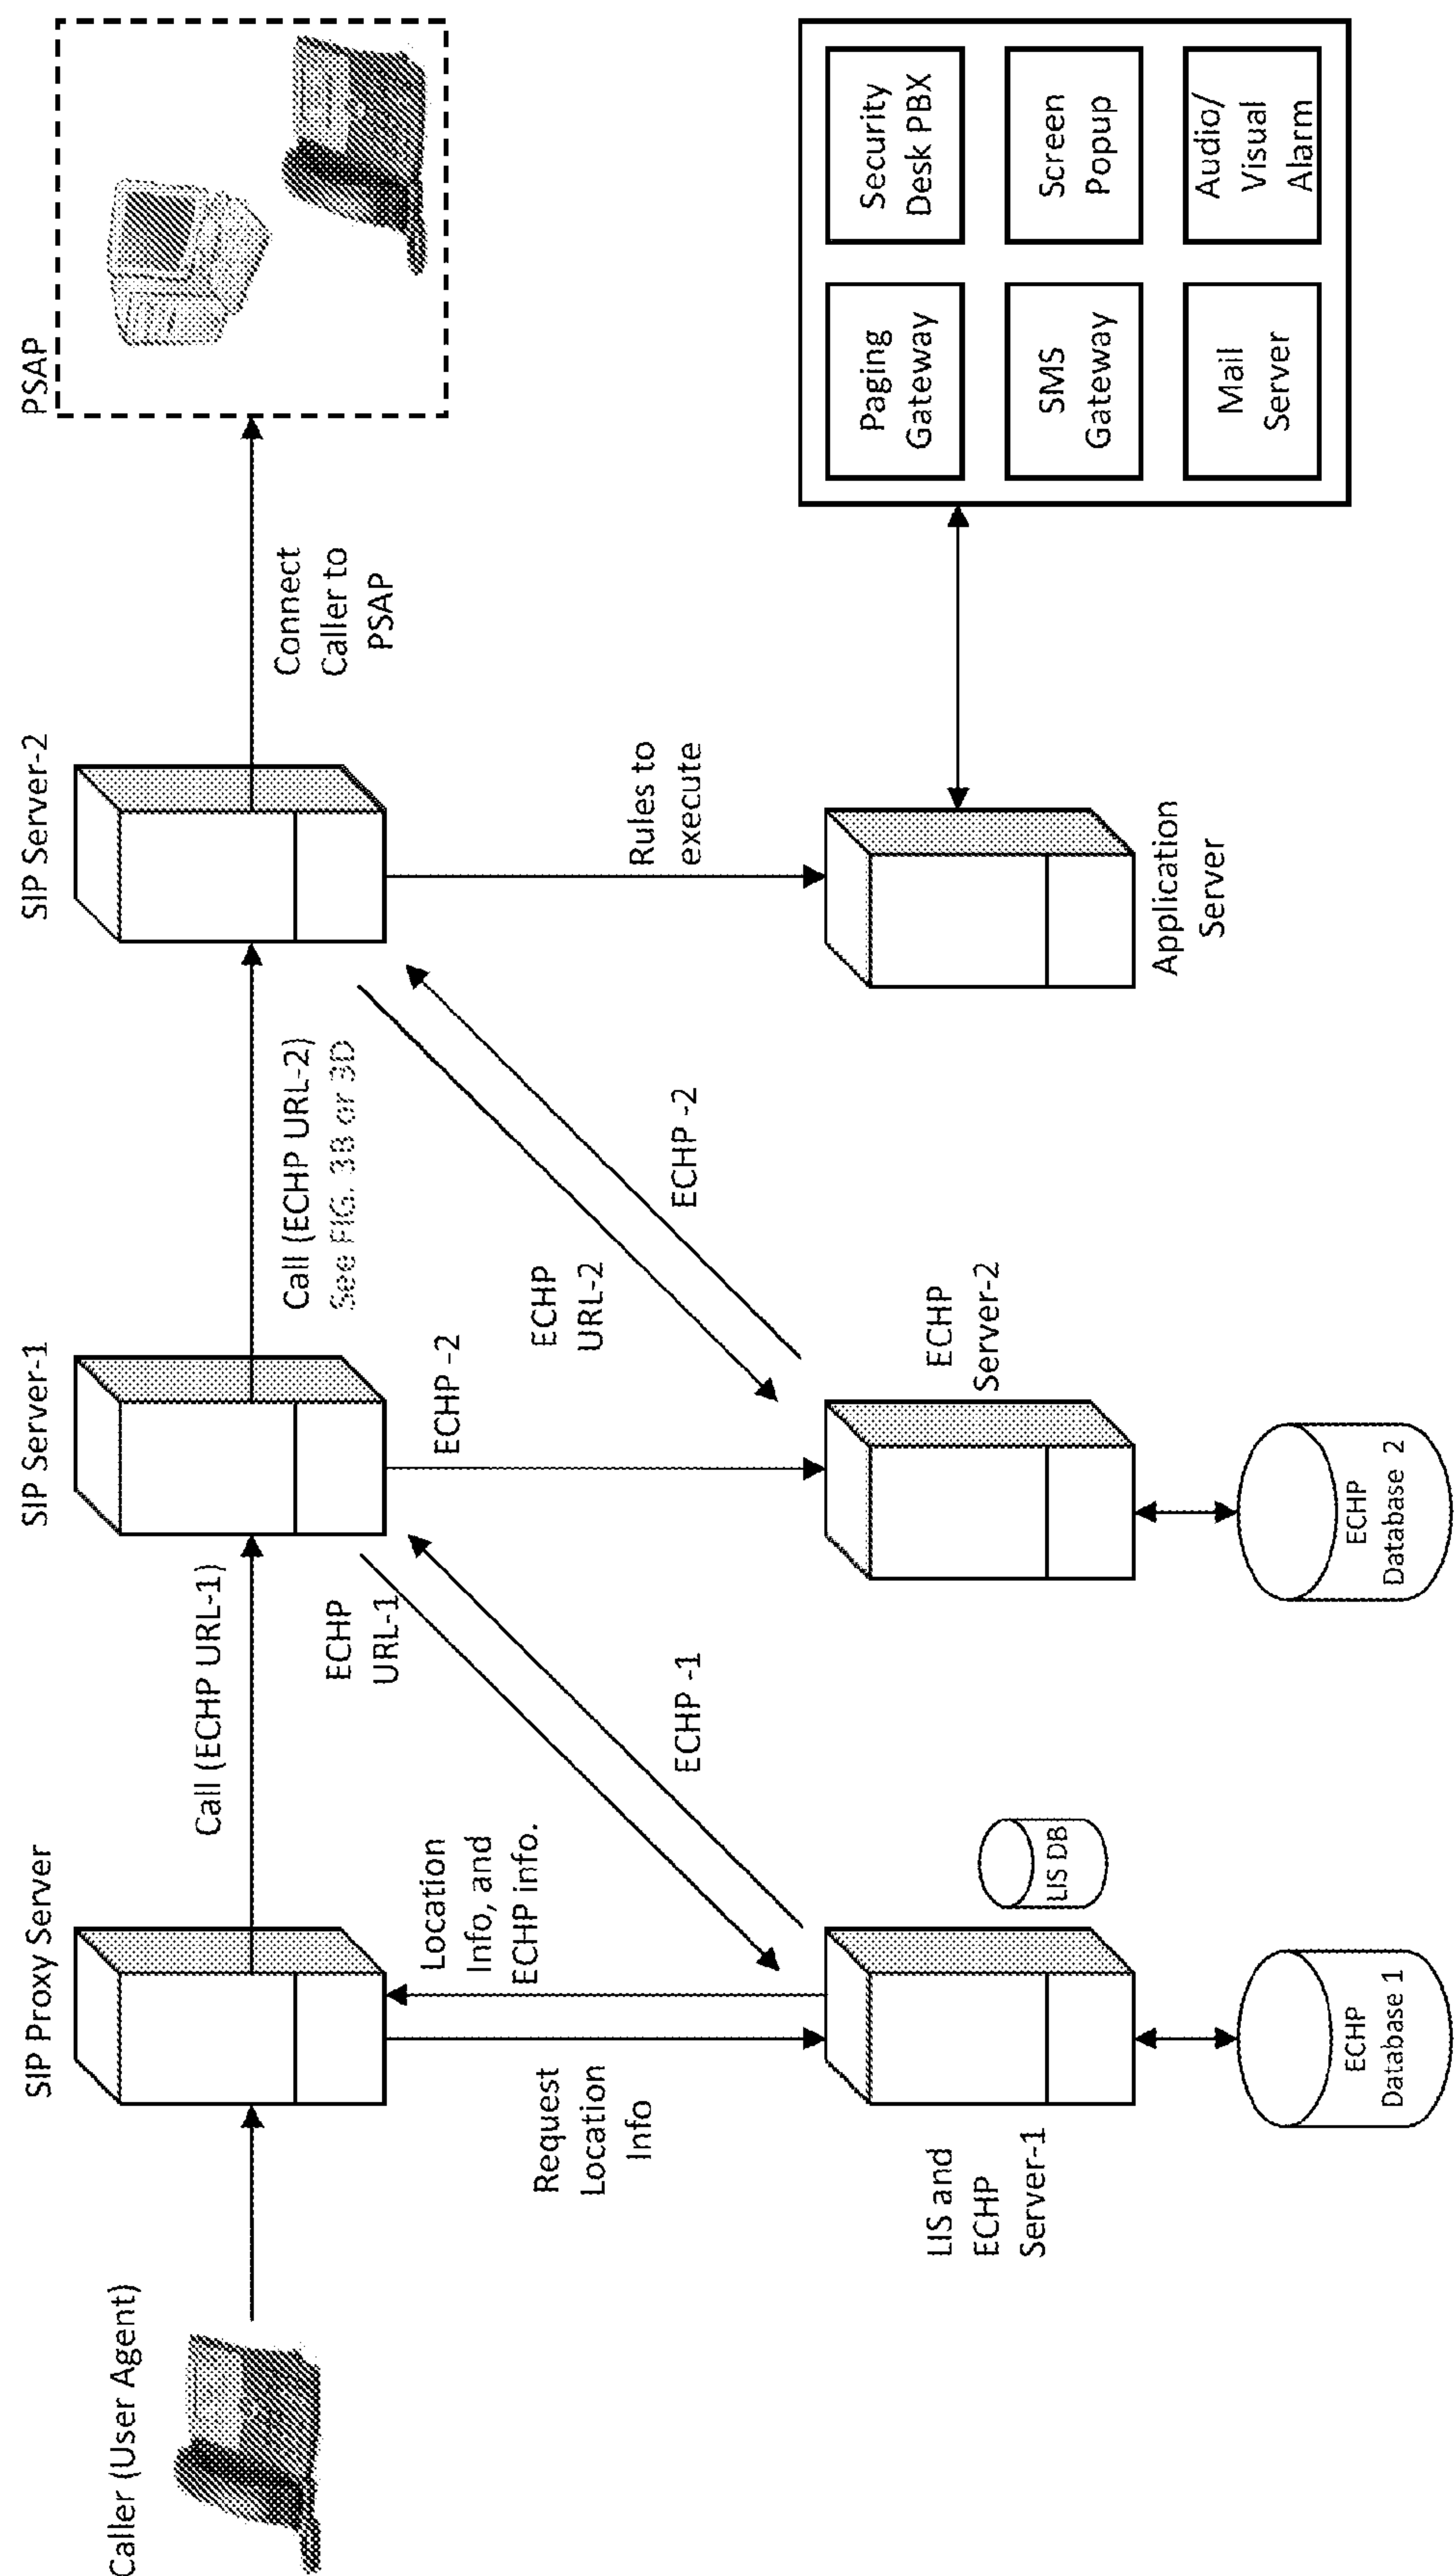 Caller (User Agent)
SIP Proxy Server
SIP Server-1
SIP Server-2
PSAP
Call (ECHP URL-1)
Call (ECHP URL-2)
See FIG. 3B or 3D
Connect
Caller to
PSAP
Request
Location
Info
Location
Info, and
ECHP info.
ECHP
URL-1
ECHP -1
ECHP -2
ECHP
URL-2
ECHP -2
Rules to
execute
LIS and
ECHP
Server-1
LIS DB
ECHP
Database 1
ECHP
Server-2
ECHP
Database 2
Application
Server
Paging
Gateway
Security
Desk PBX
SMS
Gateway
Screen
Popup
Mail
Server
Audio/
Visual
Alarm